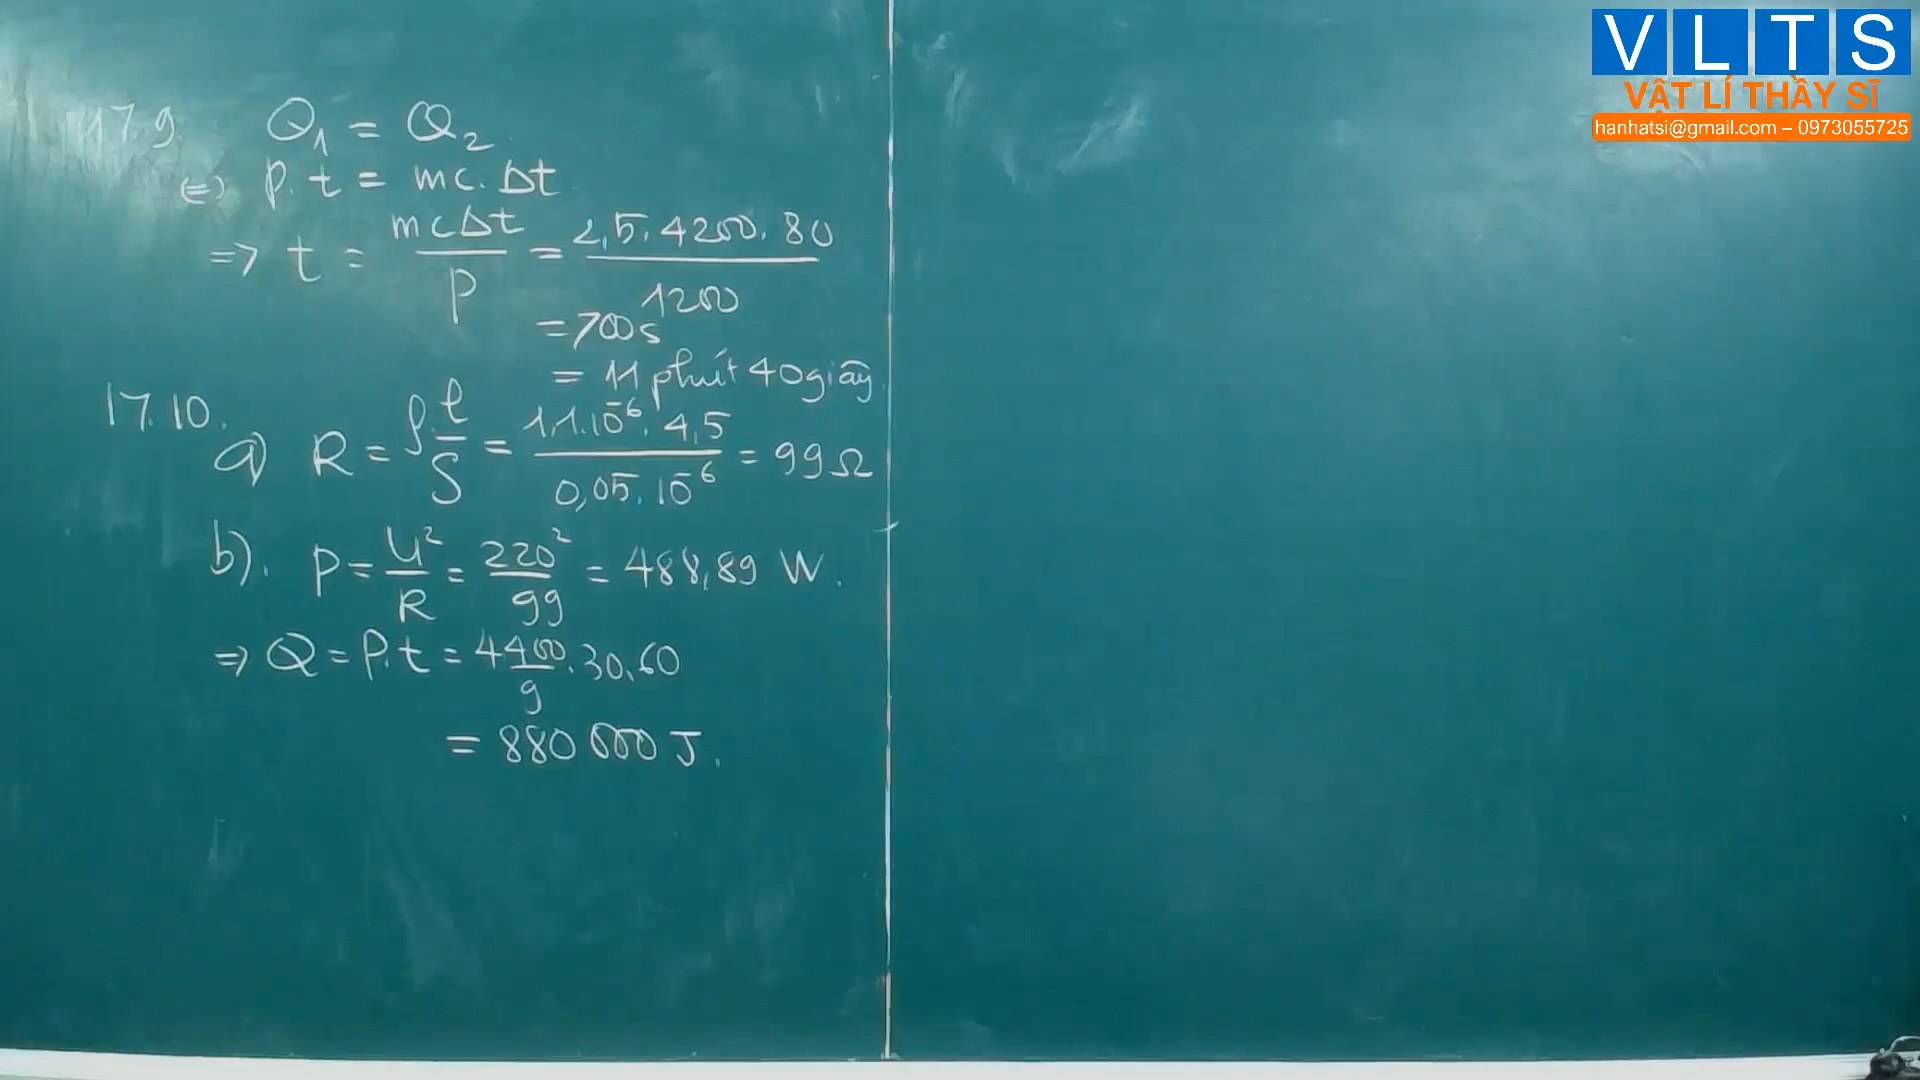 VLTS
VẬT LÍ THẦY SĨ
hanhatsi@gmail.com – 0973055725
17.9. Q₁ = Q₂
(=) P.t = mc.Δt
=> t = mcΔt / P = 2,5.4200.80 / 1200
= 700s
= 11 phút 40 giây
17.10.
a) R = ρ.l/S = 1,1.10⁻⁶.4,5 / 0,05.10⁻⁶ = 99Ω
b). P = U²/R = 220²/99 = 488,89 W.
=> Q = P.t = 4400/9 .30.60
= 880 000 J.